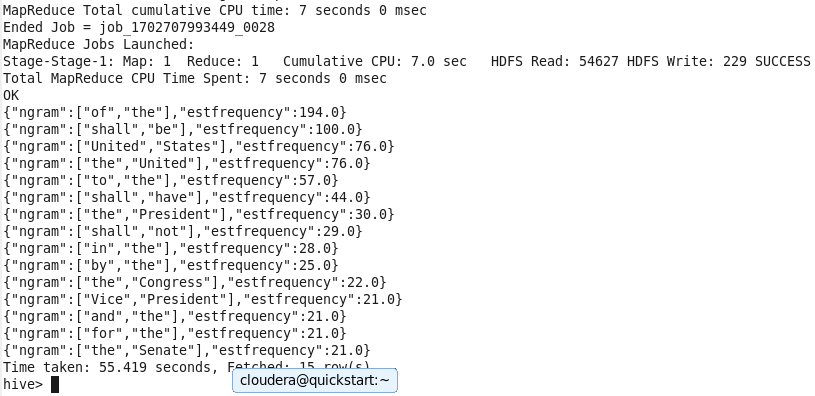 MapReduce Total cumulative CPU time: 7 seconds 0 msec
Ended Job = job_1702707993449_0028
MapReduce Jobs Launched:
Stage-Stage-1: Map: 1  Reduce: 1   Cumulative CPU: 7.0 sec   HDFS Read: 54627 HDFS Write: 229 SUCCESS
Total MapReduce CPU Time Spent: 7 seconds 0 msec
OK
{"ngram":["of","the"],"estfrequency":194.0}
{"ngram":["shall","be"],"estfrequency":100.0}
{"ngram":["United","States"],"estfrequency":76.0}
{"ngram":["the","United"],"estfrequency":76.0}
{"ngram":["to","the"],"estfrequency":57.0}
{"ngram":["shall","have"],"estfrequency":44.0}
{"ngram":["the","President"],"estfrequency":30.0}
{"ngram":["shall","not"],"estfrequency":29.0}
{"ngram":["in","the"],"estfrequency":28.0}
{"ngram":["by","the"],"estfrequency":25.0}
{"ngram":["the","Congress"],"estfrequency":22.0}
{"ngram":["Vice","President"],"estfrequency":21.0}
{"ngram":["and","the"],"estfrequency":21.0}
{"ngram":["for","the"],"estfrequency":21.0}
{"ngram":["the","Senate"],"estfrequency":21.0}
Time taken: 55.419 seconds, Fetched: 15 row(s)
hive>
cloudera@quickstart:~